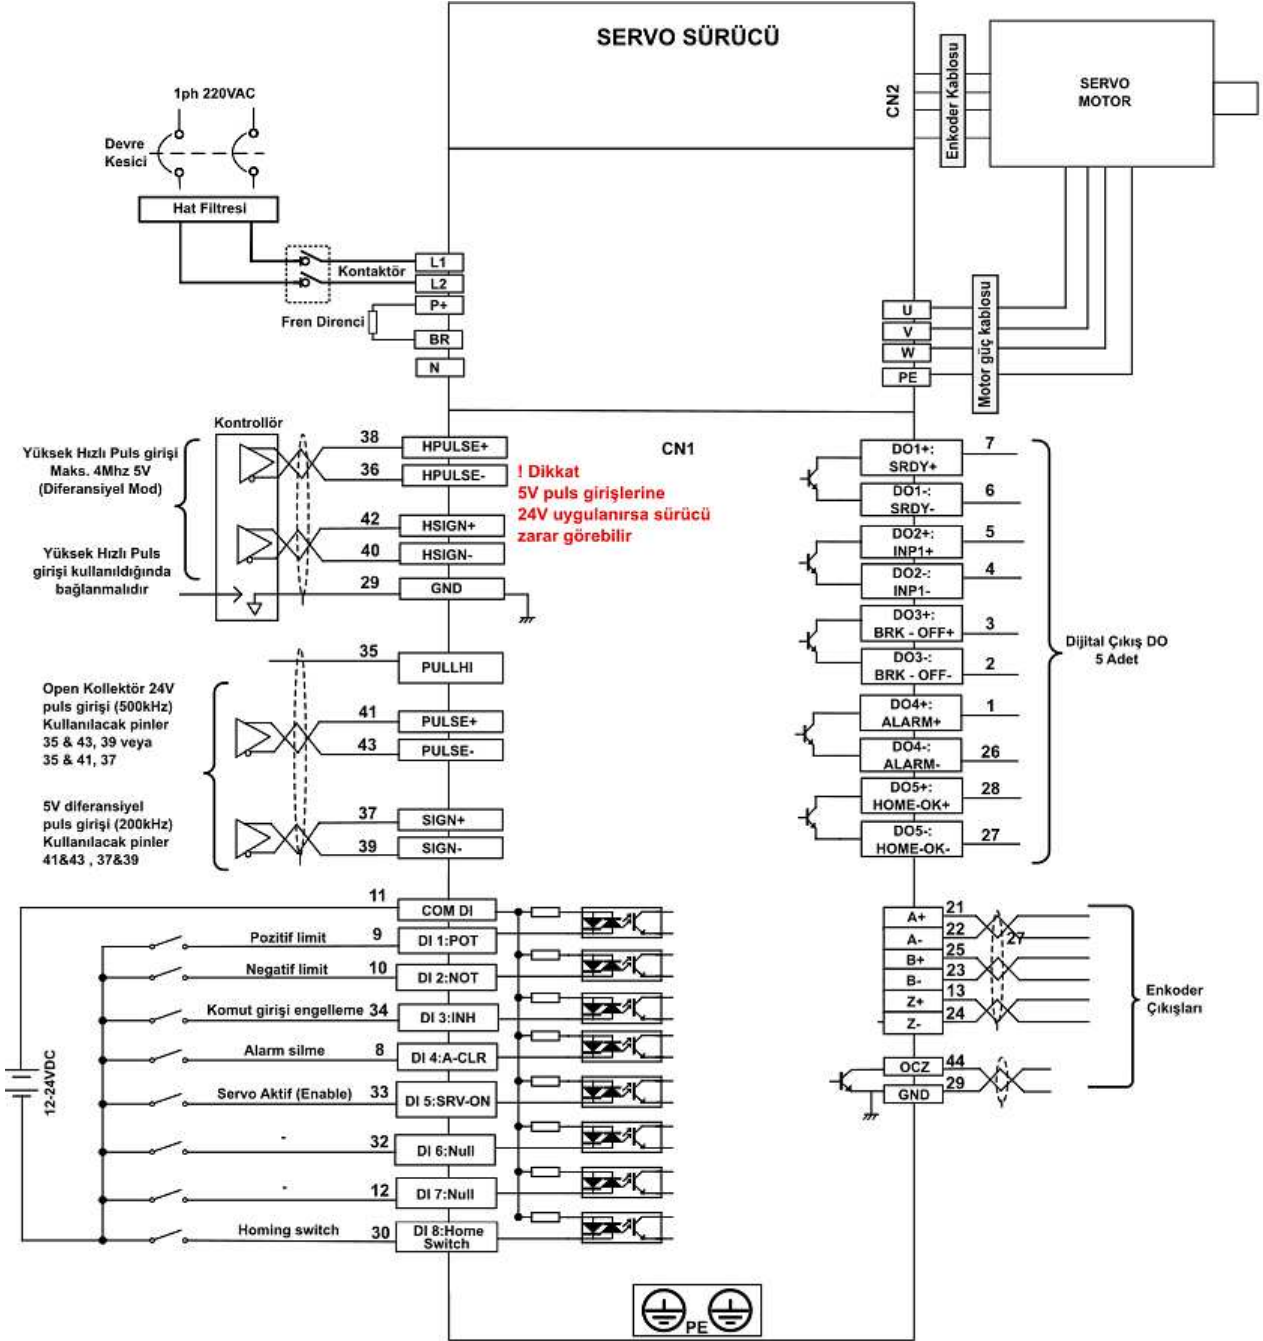 SERVO SÜRÜCÜ
CN2
Enkoder Kablosu
SERVO
MOTOR
1ph 220VAC
Devre
Kesici
Hat Filtresi
Kontaktör
L1
L2
P+
Fren Direnci
BR
N
U
V
W
PE
Motor güç kablosu
CN1
Kontrollör
Yüksek Hızlı Puls girişi
Maks. 4Mhz 5V
(Diferansiyel Mod)
Yüksek Hızlı Puls
girişi kullanıldığında
bağlanmalıdır
38 HPULSE+
36 HPULSE-
42 HSIGN+
40 HSIGN-
29 GND
! Dikkat
5V puls girişlerine
24V uygulanırsa sürücü
zarar görebilir
35 PULLHI
Open Kollektör 24V
puls girişi (500kHz)
Kullanılacak pinler
35 & 43, 39 veya
35 & 41, 37
41 PULSE+
43 PULSE-
5V diferansiyel
puls girişi (200kHz)
Kullanılacak pinler
41&43 , 37&39
37 SIGN+
39 SIGN-
DO1+:
SRDY+
7
DO1-:
SRDY-
6
DO2+:
INP1+
5
DO2-:
INP1-
4
DO3+:
BRK - OFF+
3
DO3-:
BRK - OFF-
2
DO4+:
ALARM+
1
DO4-:
ALARM-
26
DO5+:
HOME-OK+
28
DO5-:
HOME-OK-
27
Dijital Çıkış DO
5 Adet
12-24VDC
11 COM DI
Pozitif limit 9 DI 1:POT
Negatif limit 10 DI 2:NOT
Komut girişi engelleme 34 DI 3:INH
Alarm silme 8 DI 4:A-CLR
Servo Aktif (Enable) 33 DI 5:SRV-ON
- 32 DI 6:Null
- 12 DI 7:Null
Homing switch 30 DI 8:Home
Switch
A+ 21
A- 22
27
B+ 25
B- 23
Z+ 13
Z- 24
OCZ 44
GND 29
Enkoder
Çıkışları
PE